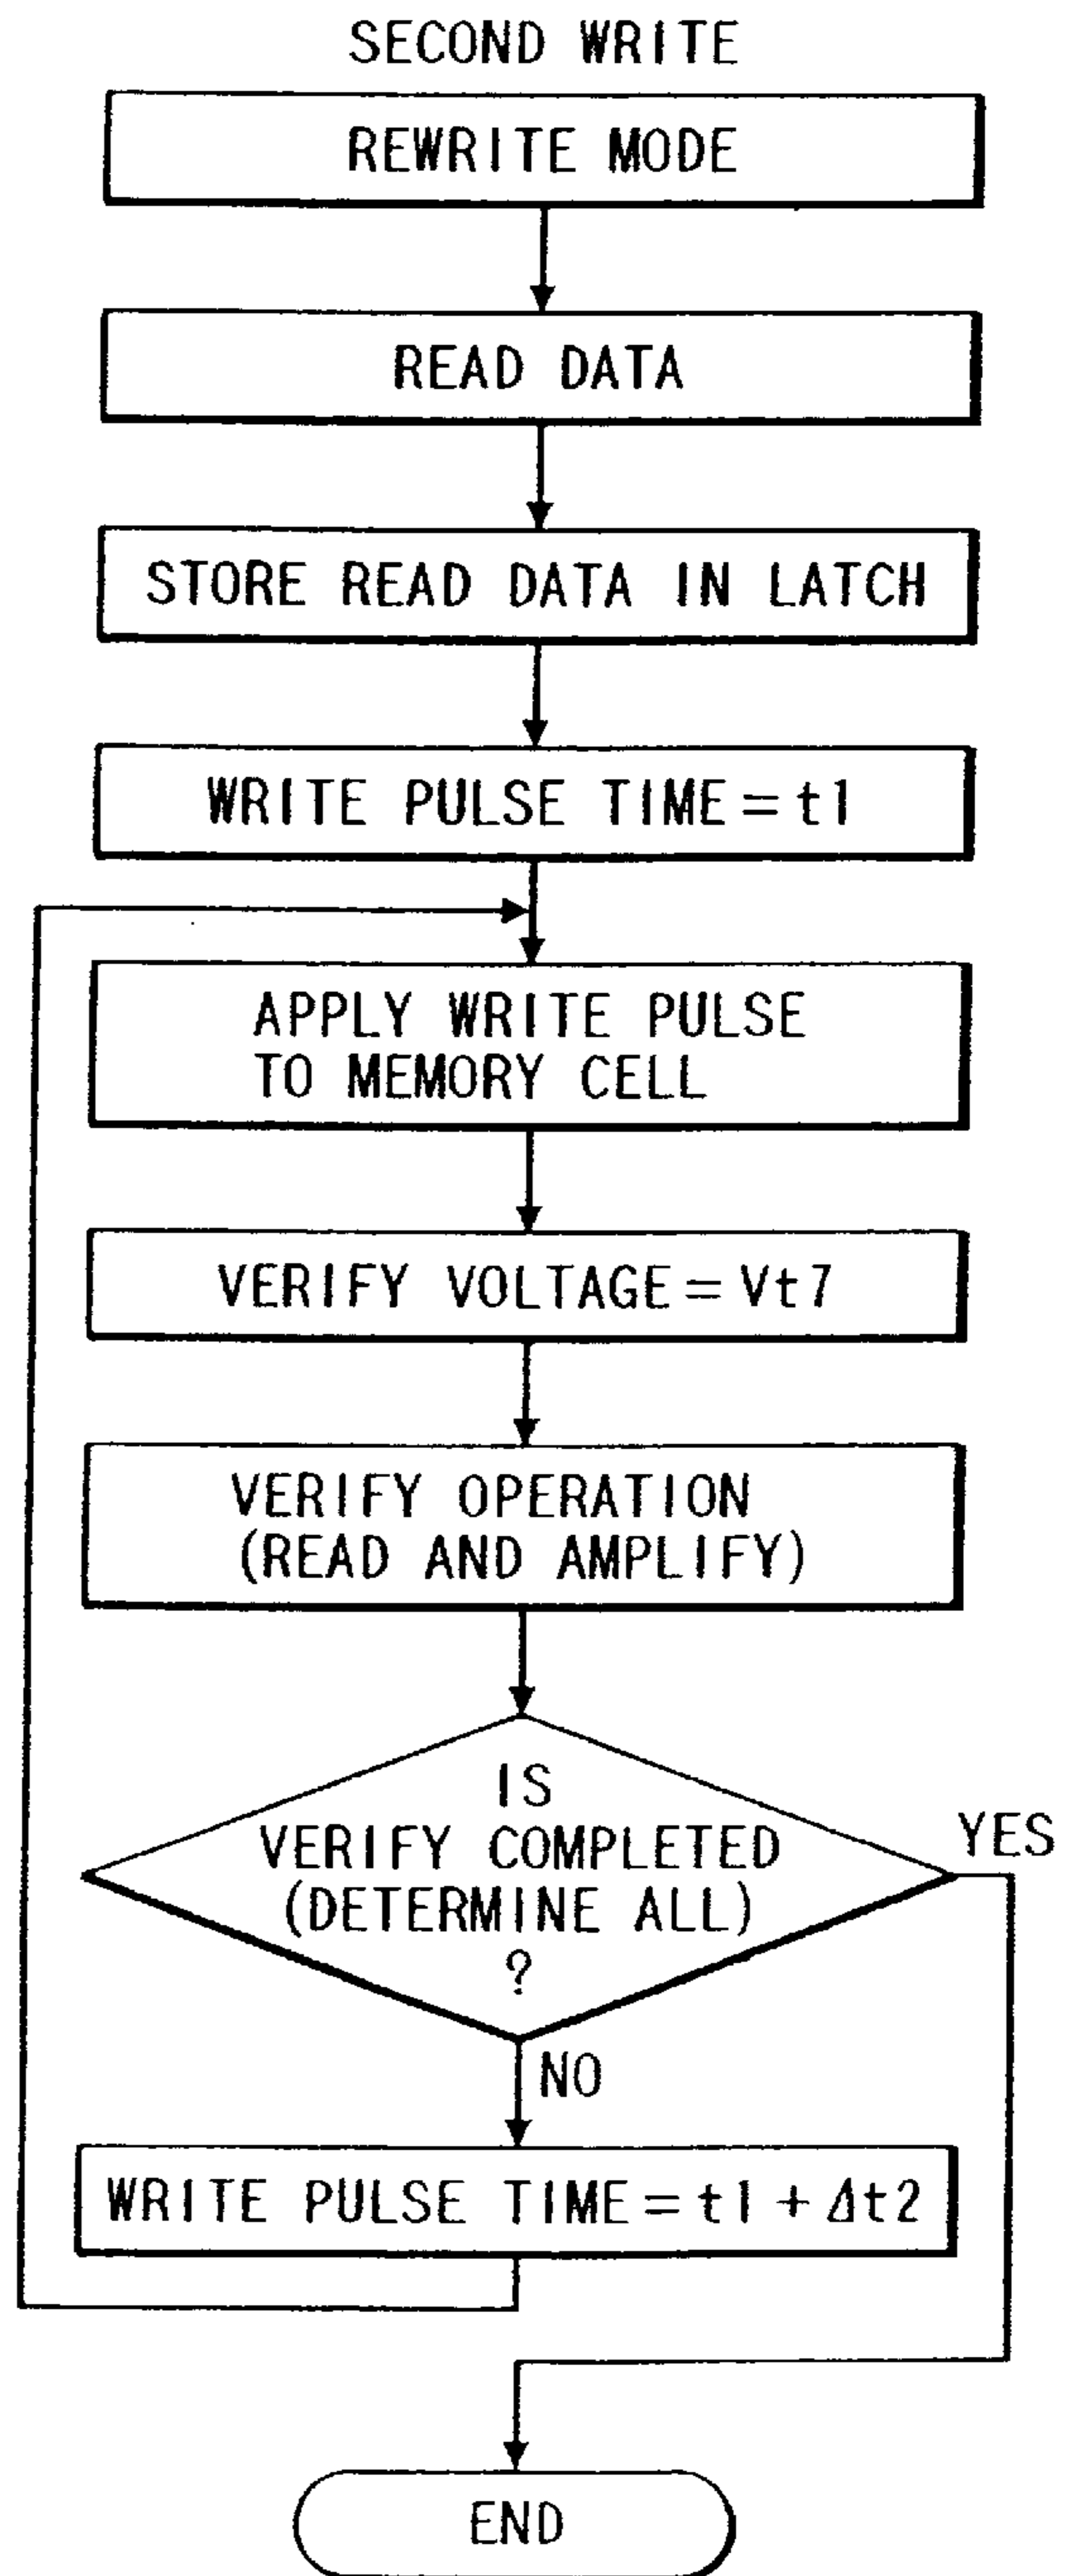 SECOND WRITE
REWRITE MODE
READ DATA
STORE READ DATA IN LATCH
WRITE PULSE TIME = t1
APPLY WRITE PULSE
TO MEMORY CELL
VERIFY VOLTAGE = Vt7
VERIFY OPERATION
(READ AND AMPLIFY)
IS
VERIFY COMPLETED
(DETERMINE ALL)
?
YES
NO
WRITE PULSE TIME = t1 + Δt2
END